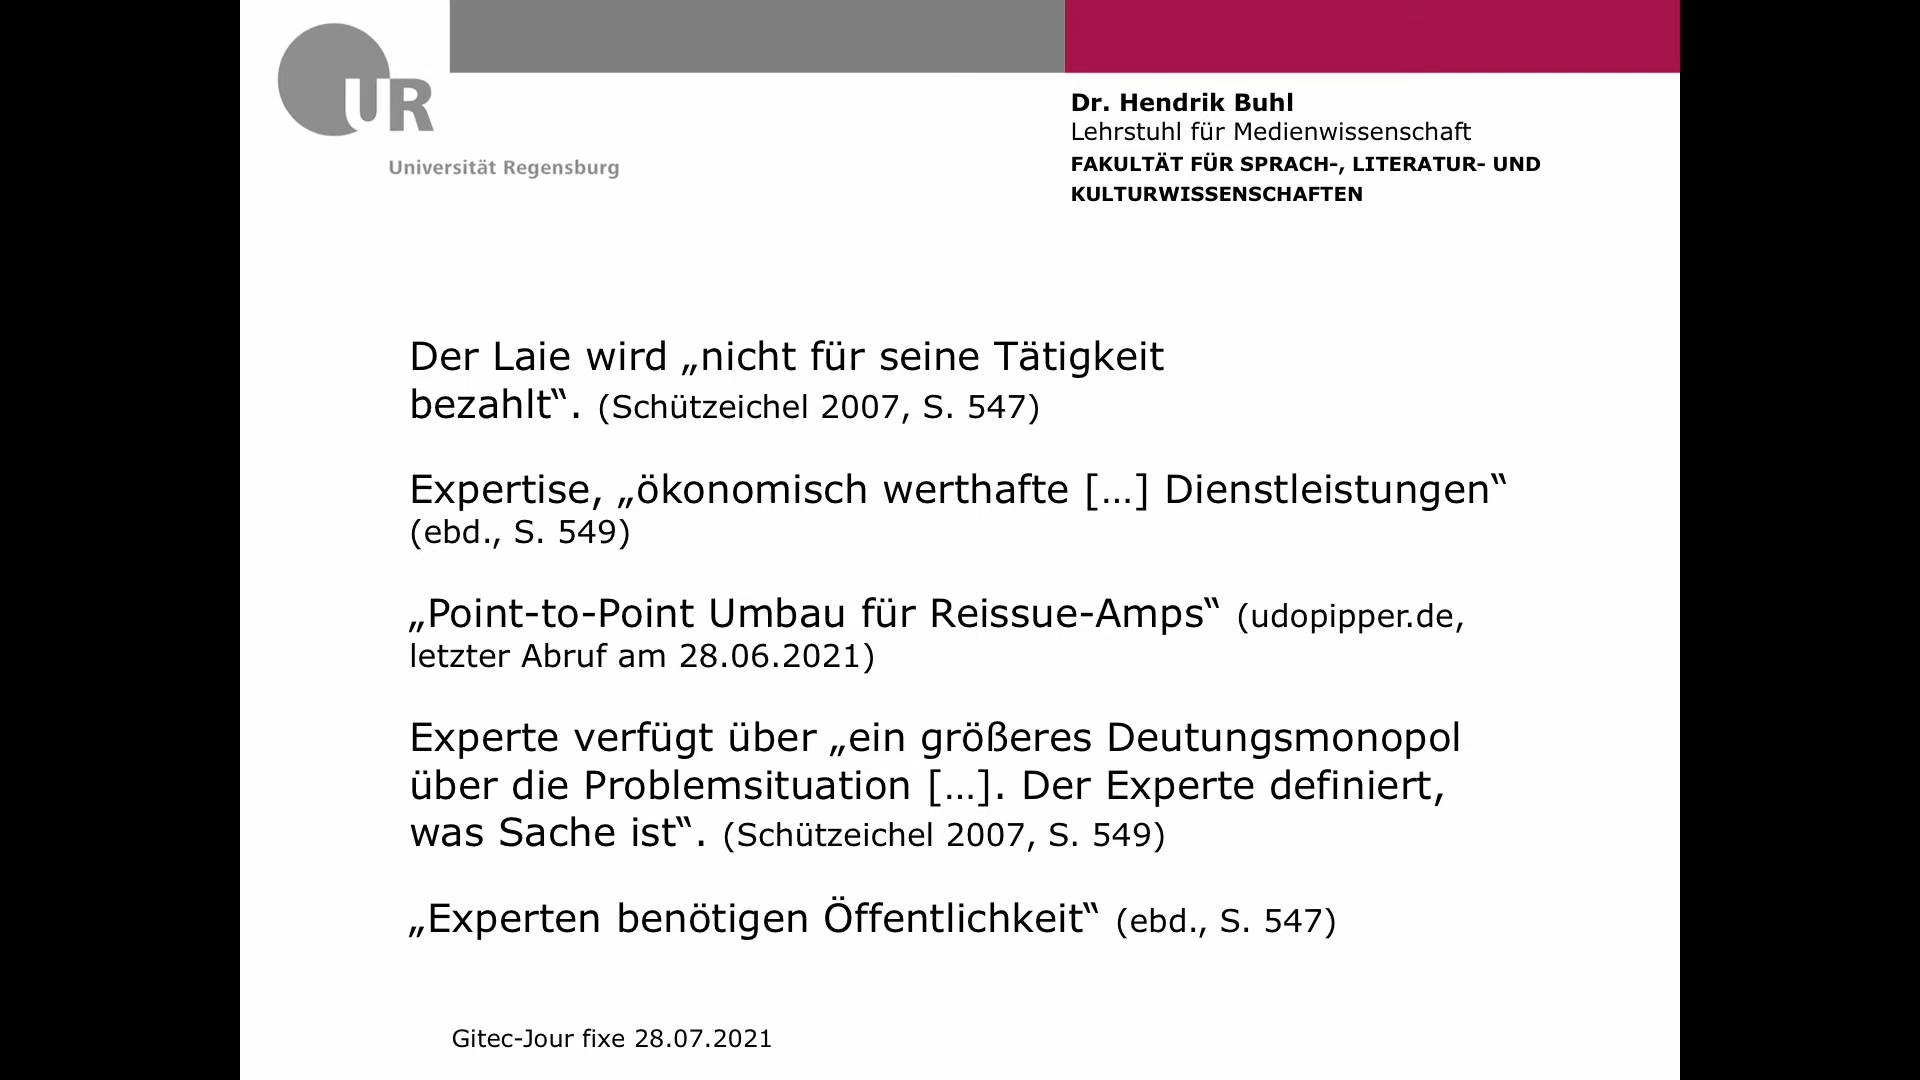 UR
Universität Regensburg
Dr. Hendrik Buhl
Lehrstuhl für Medienwissenschaft
FAKULTÄT FÜR SPRACH-, LITERATUR- UND
KULTURWISSENSCHAFTEN
Der Laie wird „nicht für seine Tätigkeit
bezahlt“. (Schützeichel 2007, S. 547)
Expertise, „ökonomisch werthafte […] Dienstleistungen“
(ebd., S. 549)
„Point-to-Point Umbau für Reissue-Amps“ (udopipper.de,
letzter Abruf am 28.06.2021)
Experte verfügt über „ein größeres Deutungsmonopol
über die Problemsituation […]. Der Experte definiert,
was Sache ist“. (Schützeichel 2007, S. 549)
„Experten benötigen Öffentlichkeit“ (ebd., S. 547)
Gitec-Jour fixe 28.07.2021